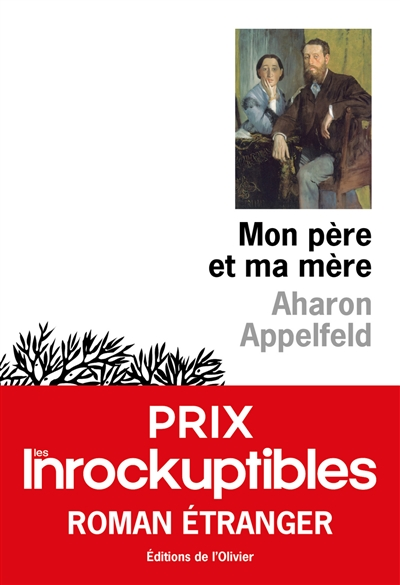 Mon père
et ma mère
Aharon
Appelfeld
PRIX
les
Inrockuptibles
ROMAN ÉTRANGER
Éditions de l'Olivier